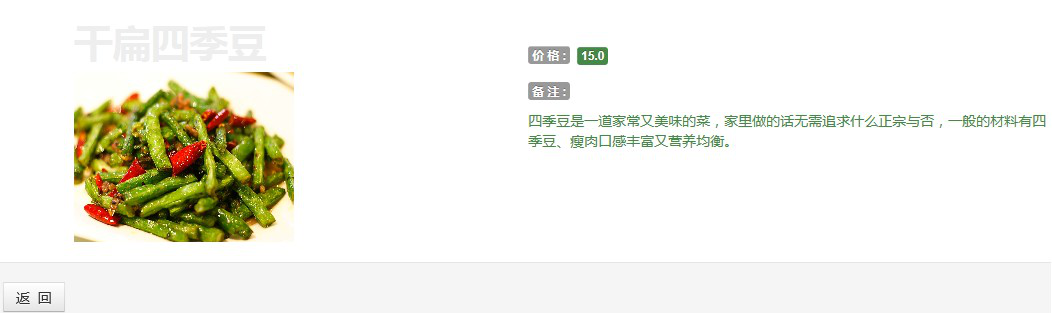 干扁四季豆
价格：
15.0
备注：
四季豆是一道家常又美味的菜，家里做的话无需追求什么正宗与否，一般的材料有四
季豆、瘦肉口感丰富又营养均衡。
返 回